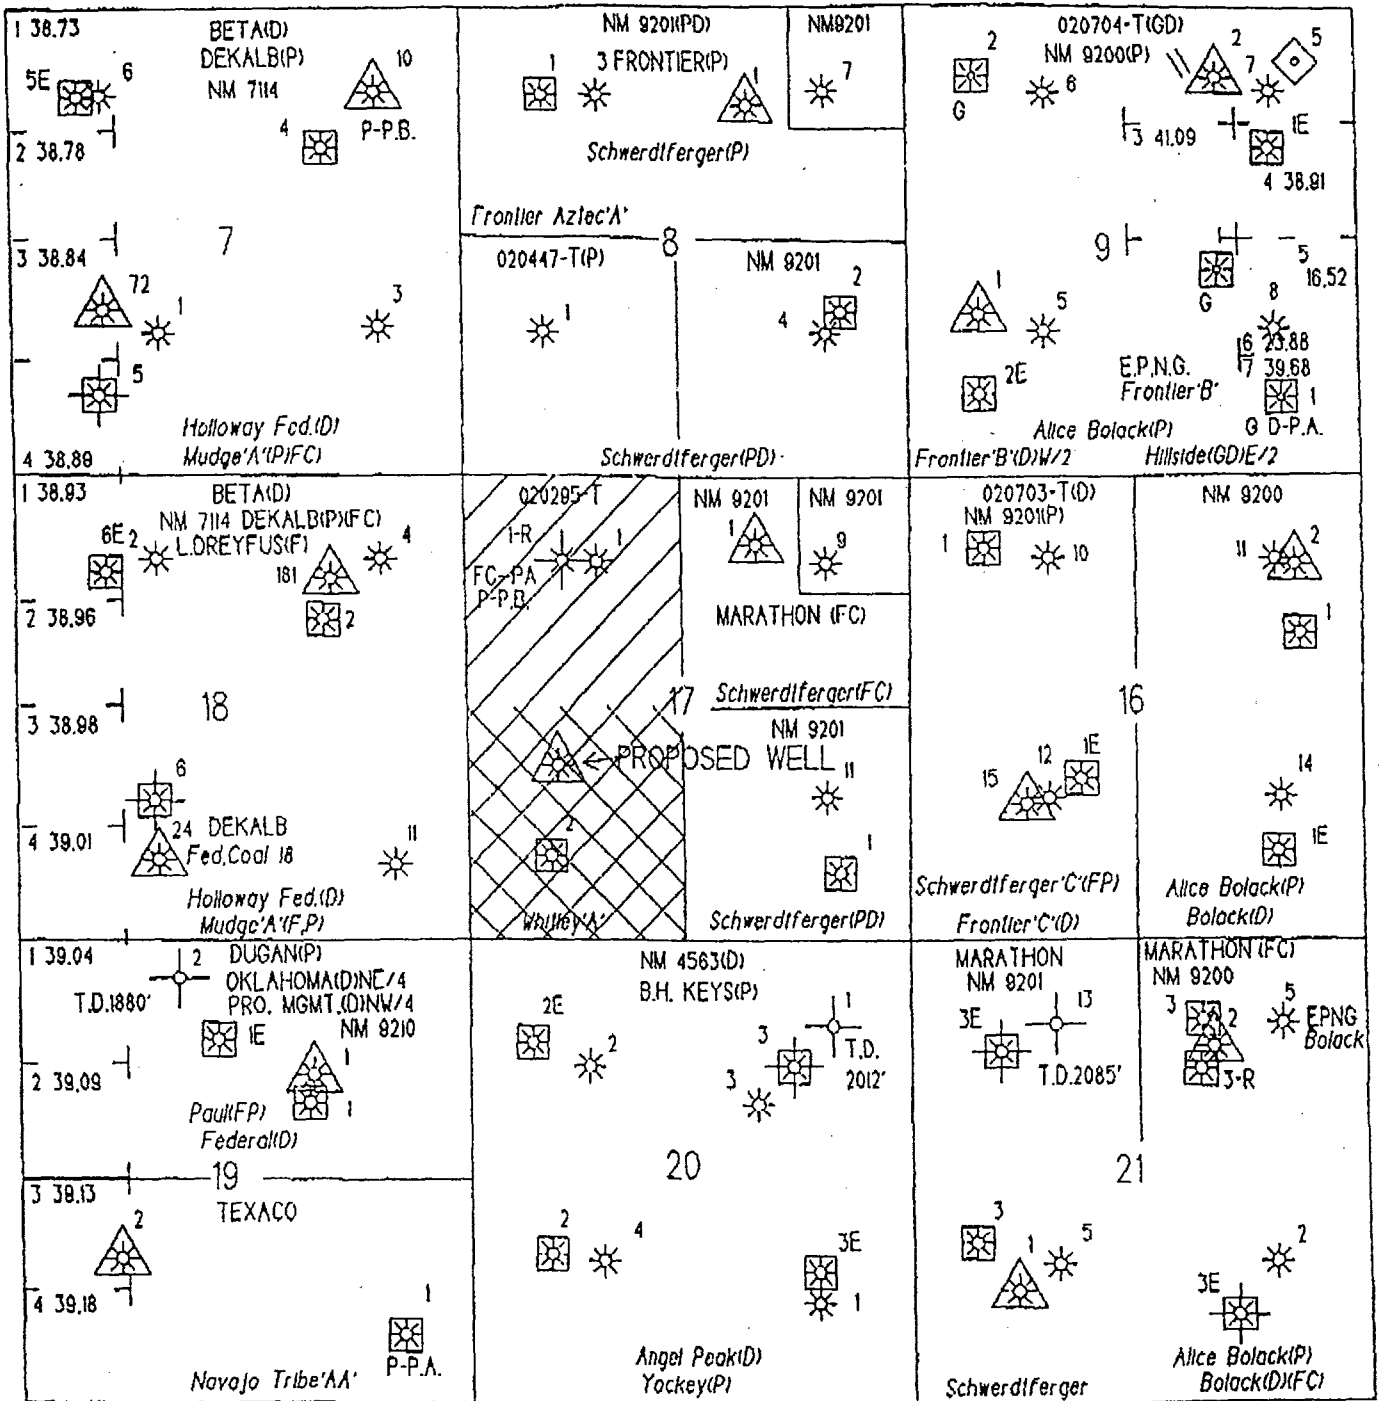 1 38.73
BETA(D)
DEKALB(P)
NM 7114
5E
6
10
4
P-P.B.
2 38.78
3 38.84
7
72
1
3
5
Holloway Fed.(D)
Mudge'A'(P)(FC)
4 38.89
NM 9201(PD)
NM9201
1
3 FRONTIER(P)
1
7
Schwerdtferger(P)
Frontier Aztec'A'
8
020447-T(P)
NM 9201
1
2
4
Schwerdtferger(PD)
020704-T(GD)
NM 9200(P)
2
G
6
2
7
5
3 41.09
1E
4 38.91
9
5
16.52
G
1
5
8
6 23.88
7 39.68
2E
E.P.N.G.
Frontier'B'
1
G D-P.A.
Alice Bolack(P)
Frontier'B'(D)W/2
Hillside(GD)E/2
1 38.93
BETA(D)
NM 7114 DEKALB(P)(FC)
L.DREYFUS(F)
6E
2
181
4
2 38.96
2
18
3 38.98
6
4 39.01
24 DEKALB
Fed.Coal 18
11
Holloway Fed.(D)
Mudge'A'(F,P)
020295-T
1-R
1
FC-PA
P-P.B.
NM 9201
1
NM 9201
9
MARATHON (FC)
17
Schwerdtferger(FC)
NM 9201
PROPOSED WELL
11
2
1
Whitley'A'
Schwerdtferger(PD)
020703-T(D)
NM 9201(P)
1
10
NM 9200
11
2
1
16
15
12
1E
14
1E
Schwerdtferger'C'(FP)
Frontier'C'(D)
Alice Bolack(P)
Bolack(D)
1 39.04
2
DUGAN(P)
OKLAHOMA(D)NE/4
PRO. MGMT.(D)NW/4
T.D.1880'
1E
NM 9210
1
2 39.09
1
Paul(FP)
Federal(D)
19
3 39.13
TEXACO
2
4 39.18
1
P-P.A.
Navajo Tribe'AA'
NM 4563(D)
B.H. KEYS(P)
2E
2
3
1
T.D.
2012'
3
20
2
4
3E
1
Angel Peak(D)
Yockey(P)
MARATHON
NM 9201
3E
13
T.D.2085'
MARATHON (FC)
NM 9200
3
2
5
EPNG
Bolack
3-R
21
3
1
5
2
3E
Alice Bolack(P)
Bolack(D)(FC)
Schwerdtferger